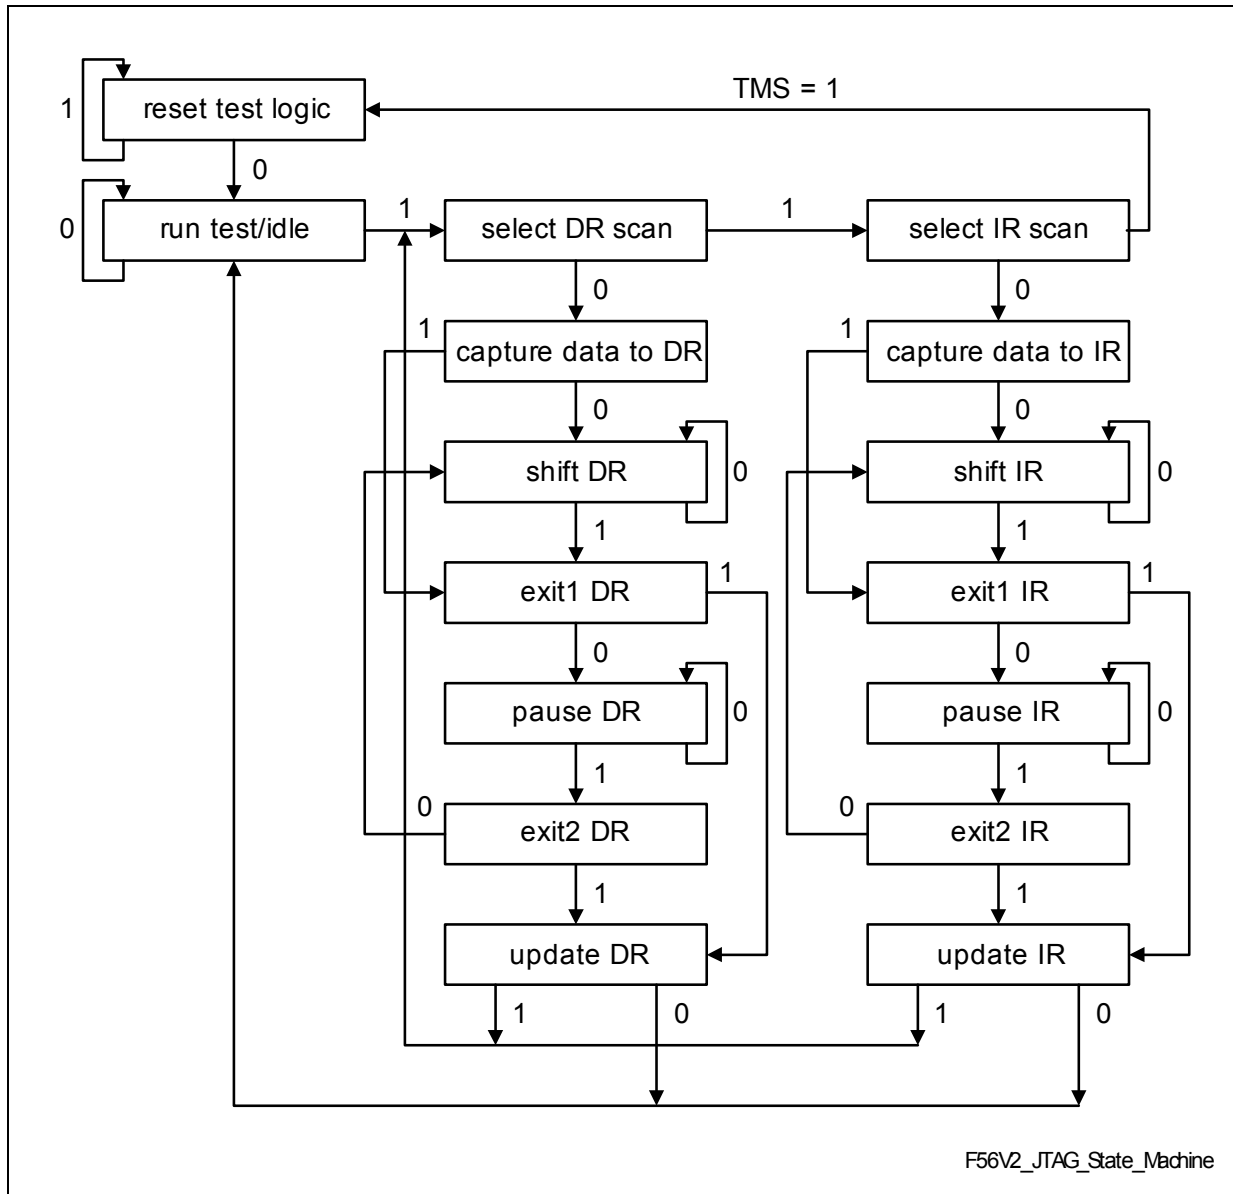 TMS = 1
1
reset test logic
0
0
run test/idle
1
select DR scan
1
select IR scan
0
0
1
capture data to DR
1
capture data to IR
0
0
shift DR
0
shift IR
0
1
1
exit1 DR
1
exit1 IR
1
0
0
pause DR
0
pause IR
0
1
1
0
exit2 DR
0
exit2 IR
1
1
update DR
update IR
1
0
1
0
F56V2_JTAG_State_Machine